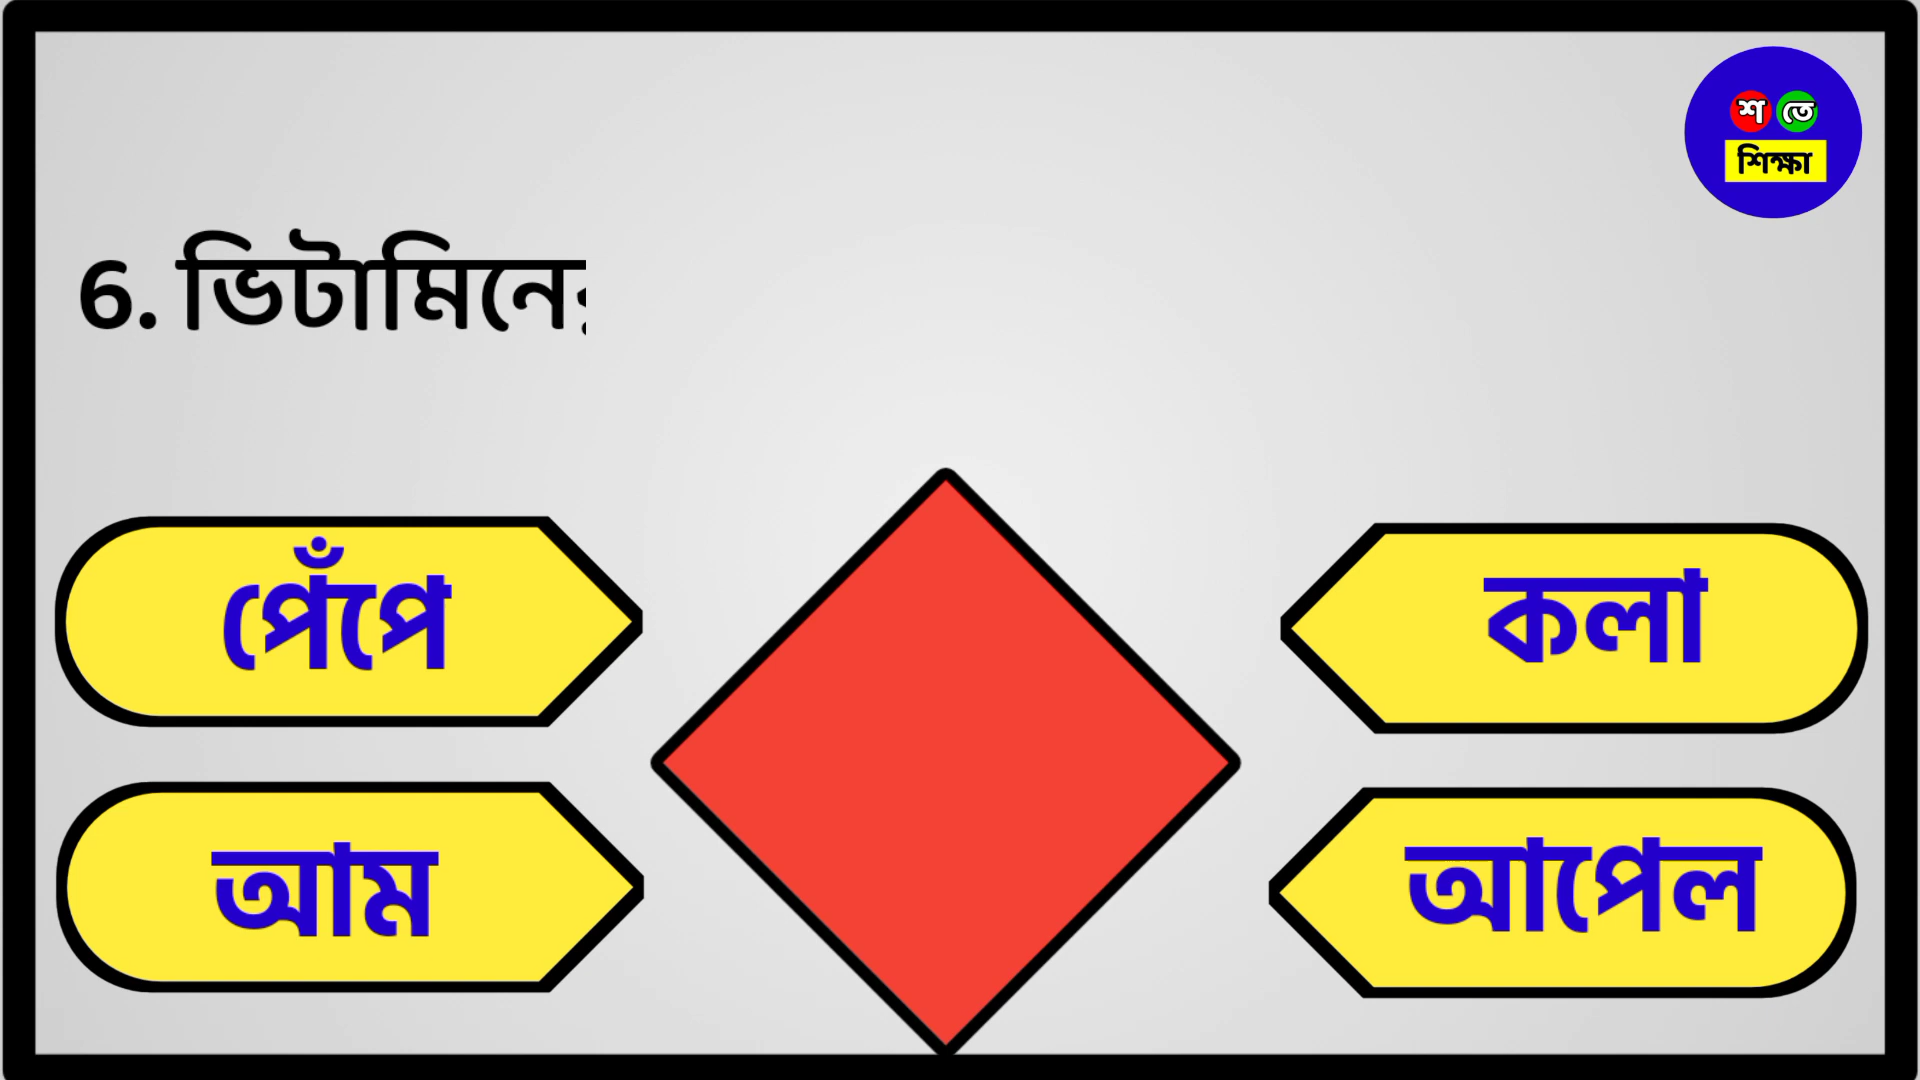 শ তে
শিক্ষা
6. ভিটামিনের
পেঁপে
কলা
আম
আপেল